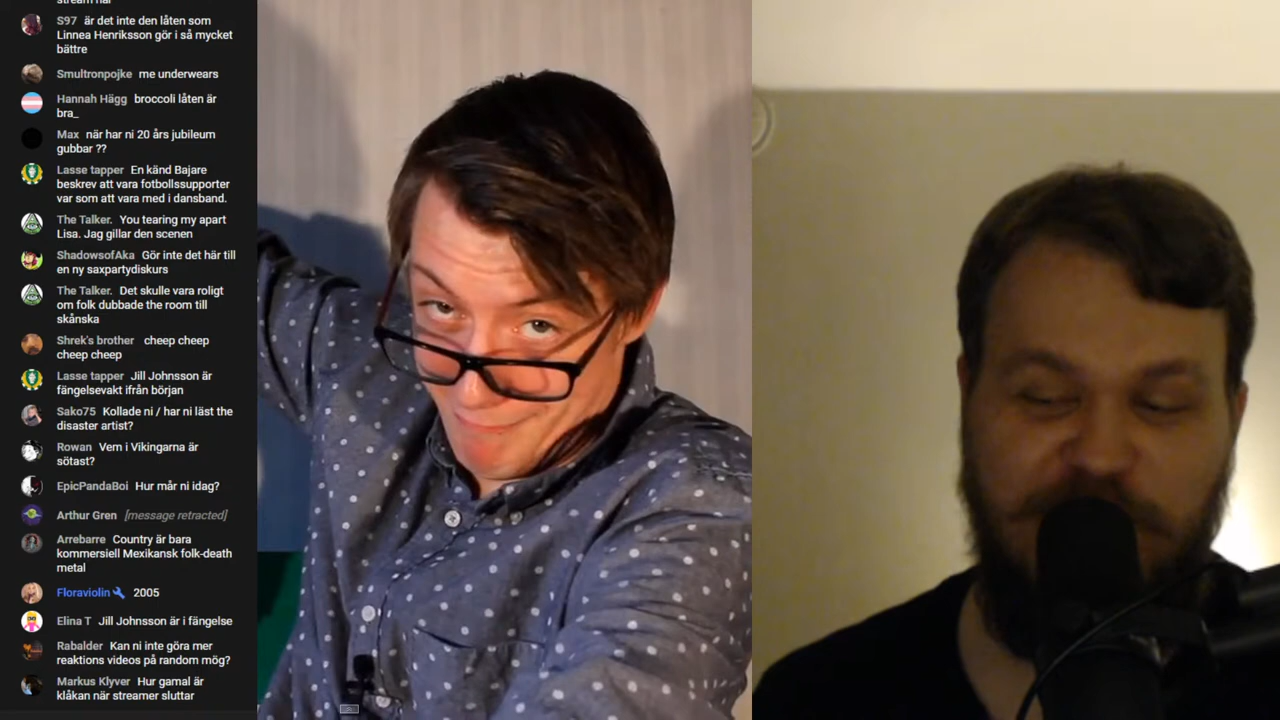 stream här
S97 är det inte den låten som
Linnea Henriksson gör i så mycket
bättre
Smultronpojke me underwears
Hannah Hägg broccoli låten är
bra_
Max när har ni 20 års jubileum
gubbar ??
Lasse tapper En känd Bajare
beskrev att vara fotbollssupporter
var som att vara med i dansband.
The Talker. You tearing my apart
Lisa. Jag gillar den scenen
ShadowsofAka Gör inte det här till
en ny saxpartydiskurs
The Talker. Det skulle vara roligt
om folk dubbade the room till
skånska
Shrek's brother cheep cheep
cheep cheep
Lasse tapper Jill Johnsson är
fängelsevakt ifrån början
Sako75 Kollade ni / har ni läst the
disaster artist?
Rowan Vem i Vikingarna är
sötast?
EpicPandaBoi Hur mår ni idag?
Arthur Gren [message retracted]
Arrebarre Country är bara
kommersiell Mexikansk folk-death
metal
Floraviolin 2005
Elina T Jill Johnsson är i fängelse
Rabalder Kan ni inte göra mer
reaktions videos på random mög?
Markus Klyver Hur gamal är
klåkan när streamer sluttar